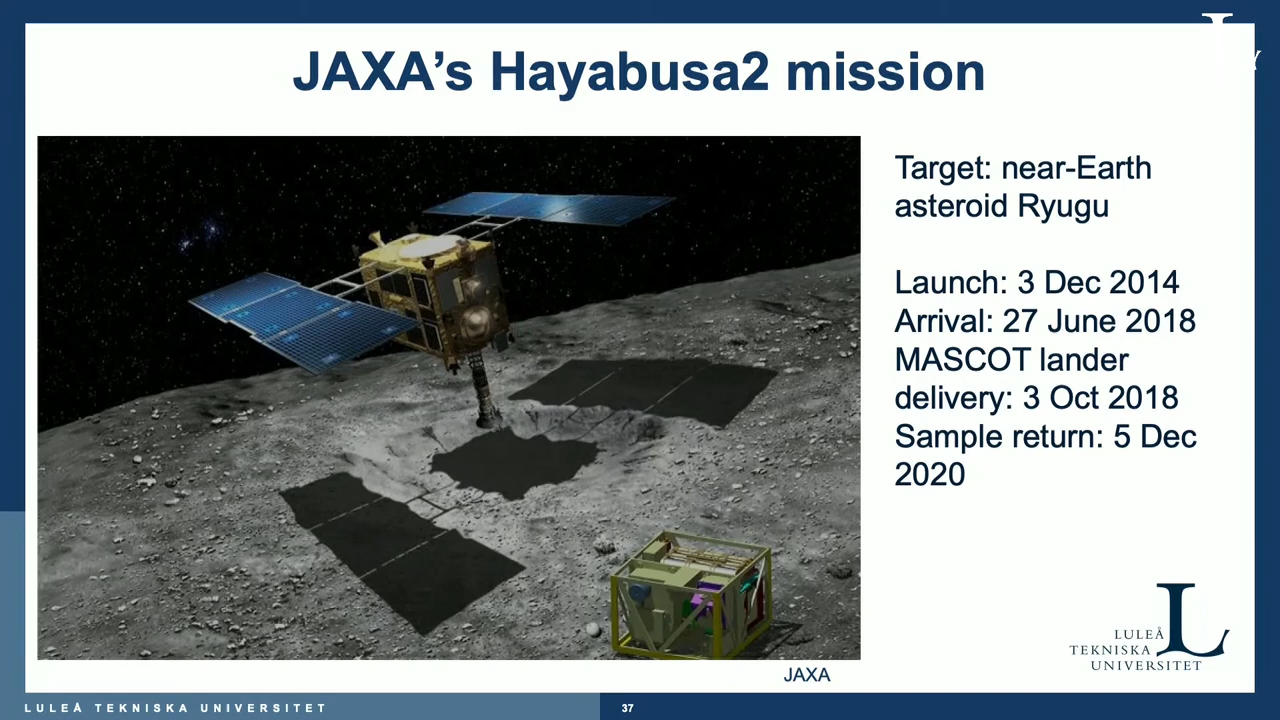 JAXA’s Hayabusa2 mission
Target: near-Earth
asteroid Ryugu
Launch: 3 Dec 2014
Arrival: 27 June 2018
MASCOT lander
delivery: 3 Oct 2018
Sample return: 5 Dec
2020
JAXA
LULEÅ
TEKNISKA
UNIVERSITET
LULEÅ TEKNISKA UNIVERSITET
37